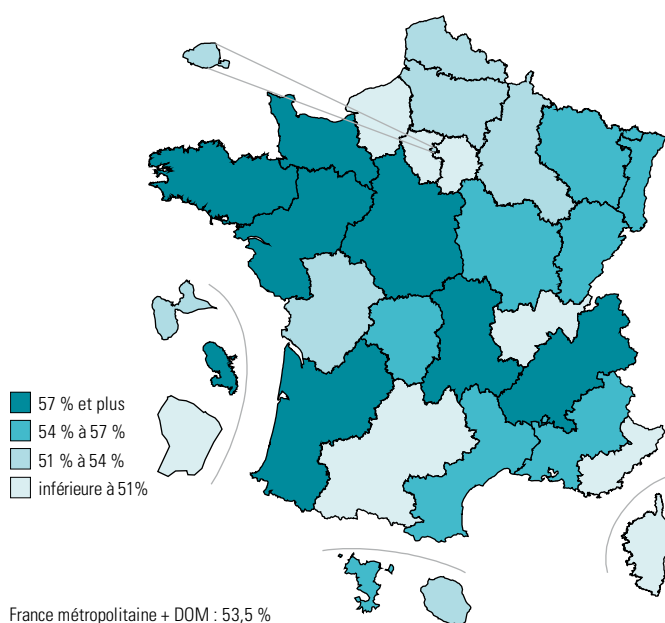 57 % et plus
54 % à 57 %
51 % à 54 %
inférieure à 51%
France métropolitaine + DOM : 53,5 %